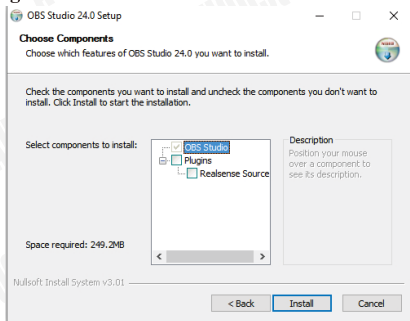 OBS Studio 24.0 Setup
Choose Components
Choose which features of OBS Studio 24.0 you want to install.
Check the components you want to install and uncheck the components you don't want to
install. Click Install to start the installation.
Select components to install:
OBS Studio
Plugins
Realsense Source
Description
Position your mouse
over a component to
see its description.
Space required: 249.2MB
Nullsoft Install System v3.01
< Back
Install
Cancel